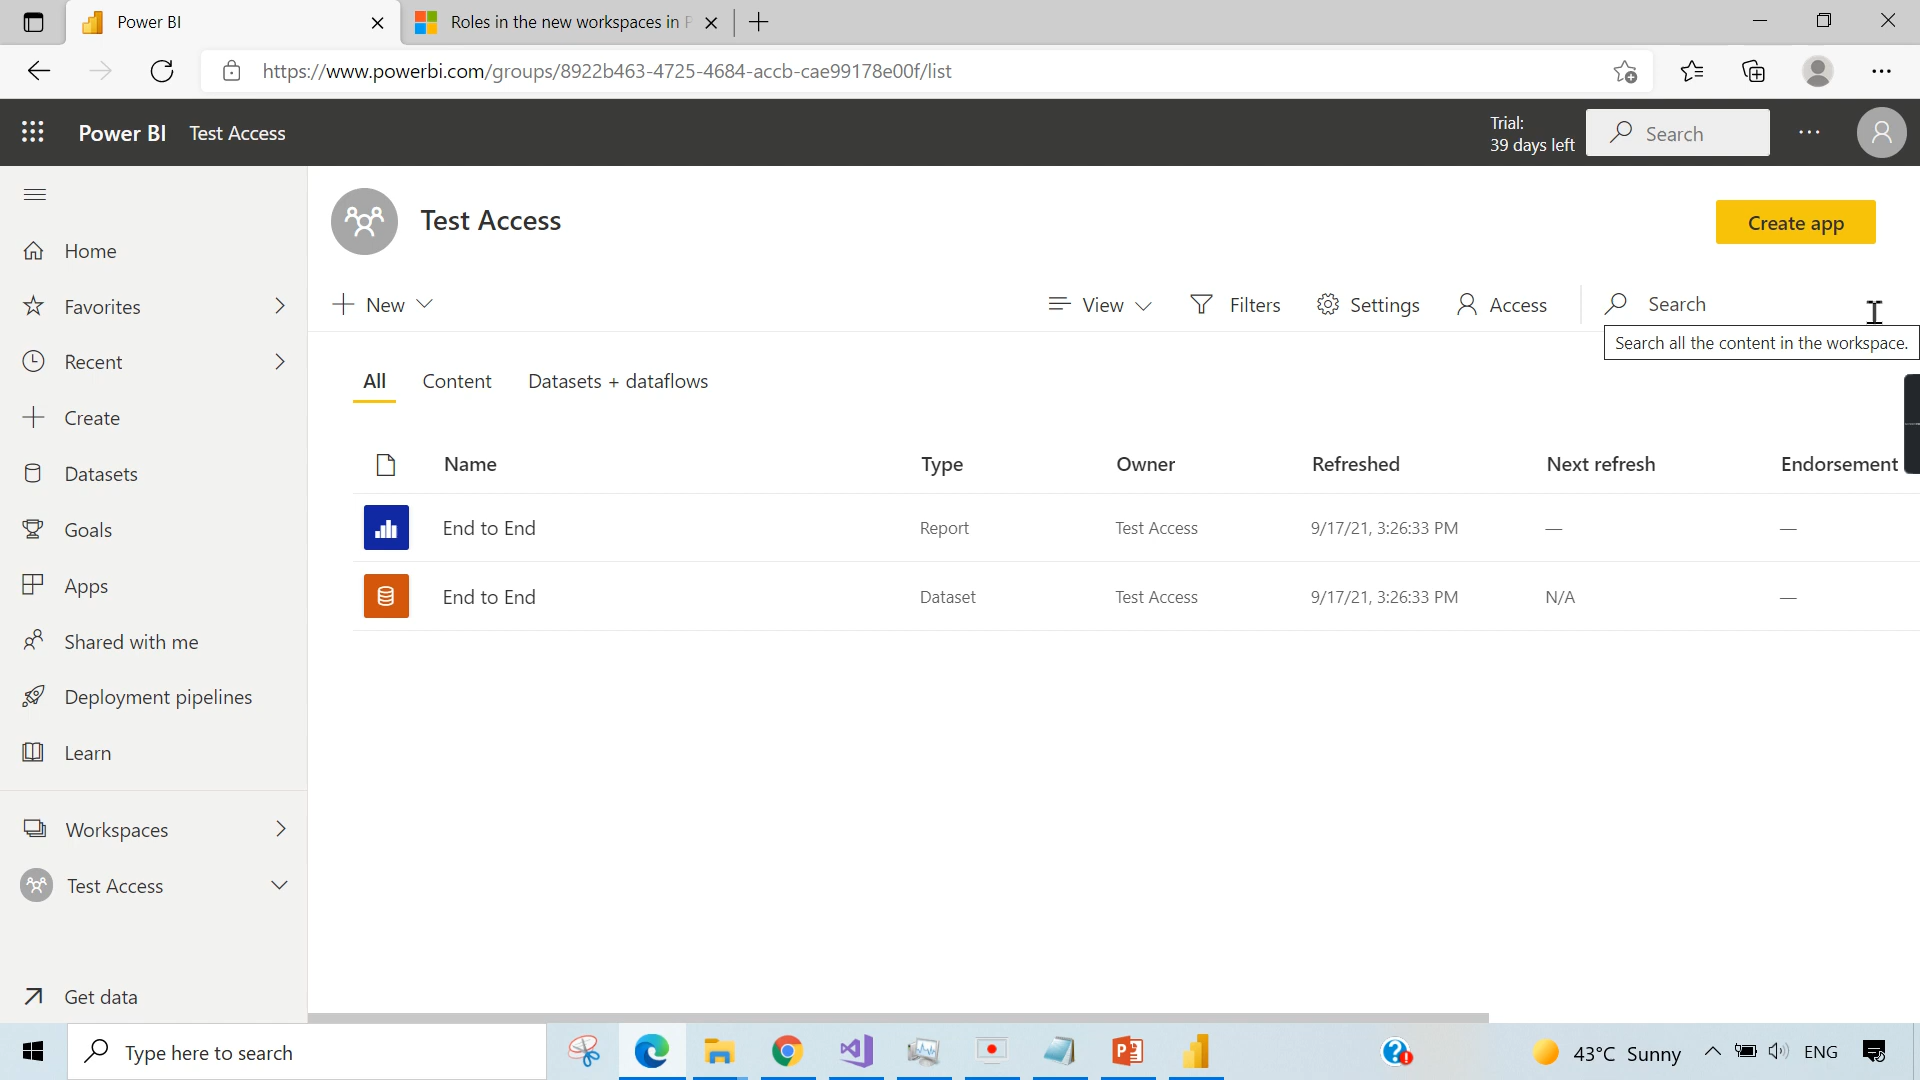 Power BI
Roles in the new workspaces in P
https://www.powerbi.com/groups/8922b463-4725-4684-accb-cae99178e00f/list
Power BI Test Access
Trial:
39 days left
Search
Test Access
Create app
New
View
Filters
Settings
Access
Search
Search all the content in the workspace.
Home
Favorites
Recent
Create
Datasets
Goals
Apps
Shared with me
Deployment pipelines
Learn
Workspaces
Test Access
Get data
All Content Datasets + dataflows
Name Type Owner Refreshed Next refresh Endorsement
End to End Report Test Access 9/17/21, 3:26:33 PM — —
End to End Dataset Test Access 9/17/21, 3:26:33 PM N/A —
Type here to search
43°C Sunny
ENG